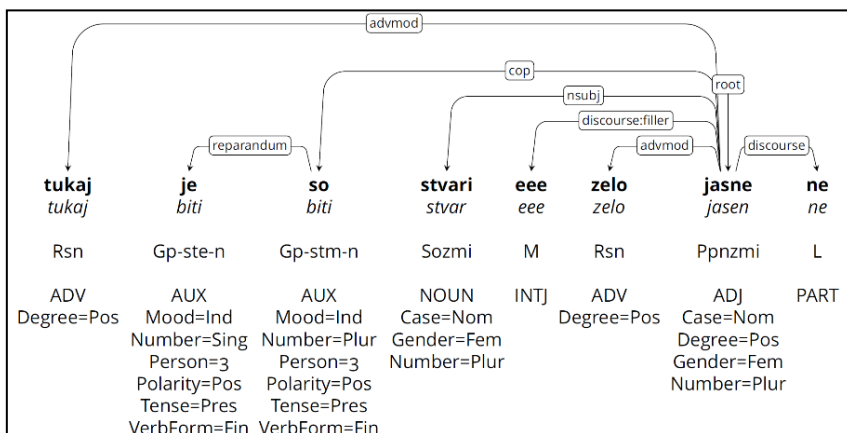 advmod
cop
root
nsubj
discourse:filler
reparandum advmod discourse
tukaj je so stvari eee zelo jasne ne
tukaj biti biti stvar eee zelo jasen ne
Rsn Gp-ste-n Gp-stm-n Sozmi M Rsn Ppnzmi L
ADV AUX AUX NOUN INTJ ADV ADJ PART
Degree=Pos Mood=Ind Mood=Ind Case=Nom Degree=Pos Case=Nom
Number=Sing Number=Plur Gender=Fem Degree=Pos
Person=3 Person=3 Number=Plur Gender=Fem
Polarity=Pos Polarity=Pos Number=Plur
Tense=Pres Tense=Pres
VerbForm=Fin VerbForm=Fin